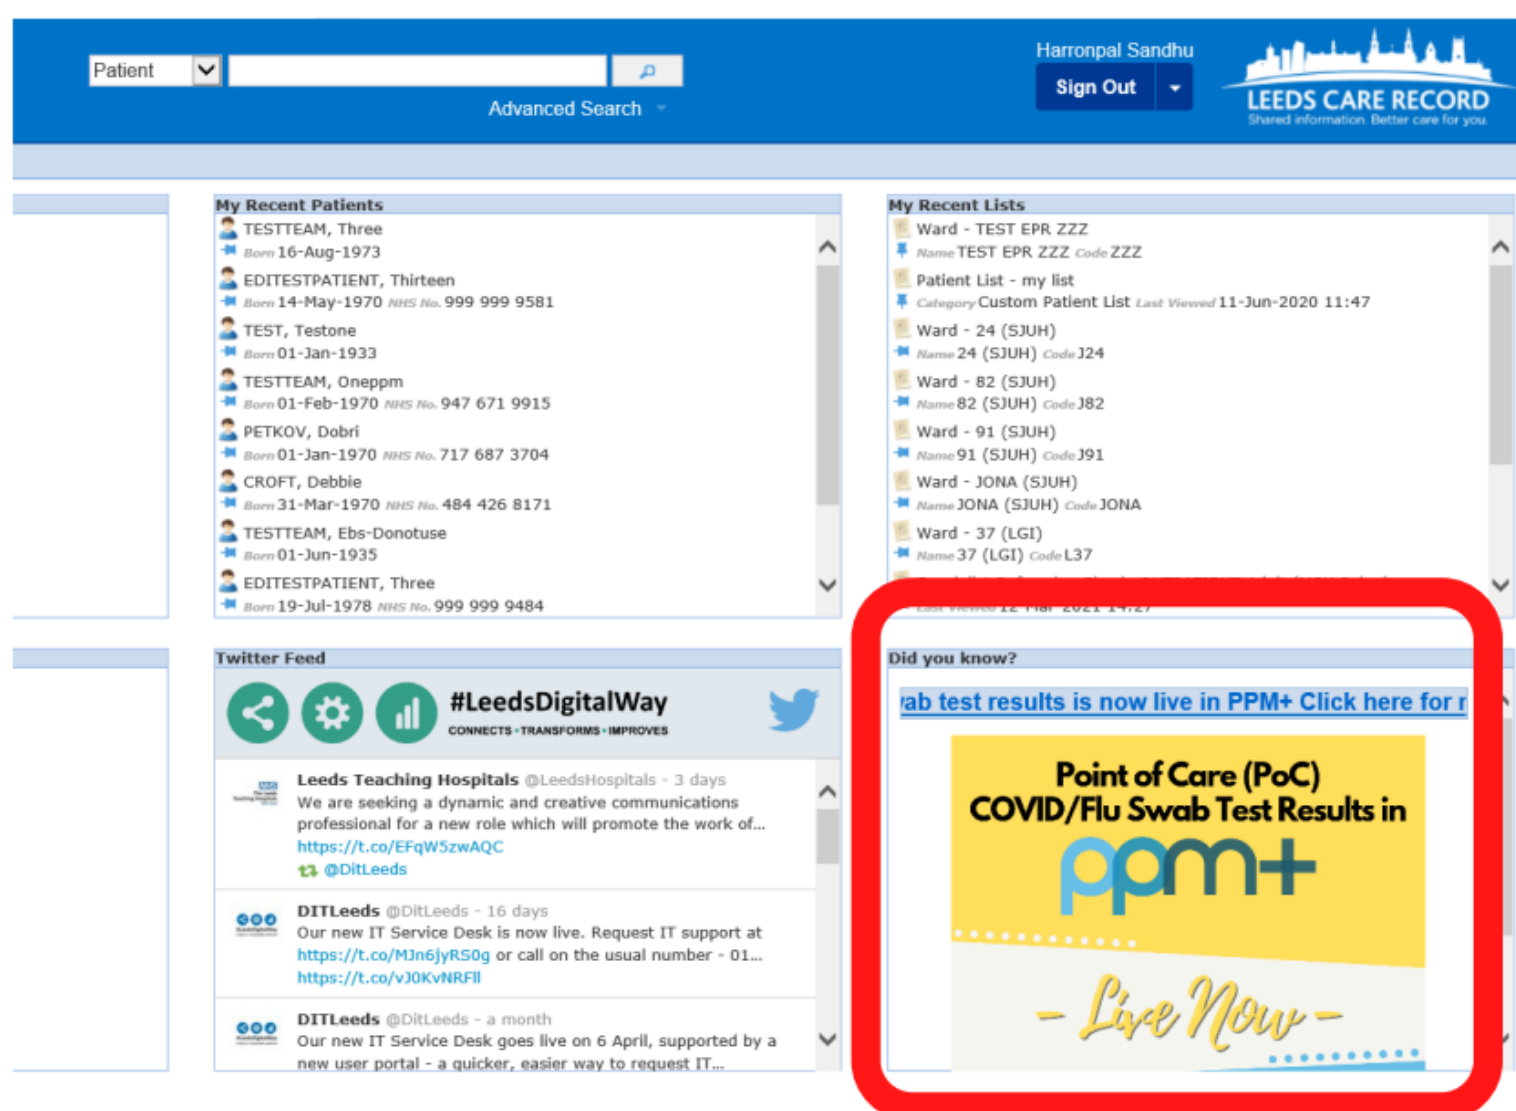 Patient
Advanced Search
Harronpal Sandhu
Sign Out
LEEDS CARE RECORD
Shared information. Better care for you.
My Recent Patients
TESTTEAM, Three
Born 16-Aug-1973
EDITESTPATIENT, Thirteen
Born 14-May-1970 NHS No. 999 999 9581
TEST, Testone
Born 01-Jan-1933
TESTTEAM, Oneppm
Born 01-Feb-1970 NHS No. 947 671 9915
PETKOV, Dobri
Born 01-Jan-1970 NHS No. 717 687 3704
CROFT, Debbie
Born 31-Mar-1970 NHS No. 484 426 8171
TESTTEAM, Ebs-Donotuse
Born 01-Jun-1935
EDITESTPATIENT, Three
Born 19-Jul-1978 NHS No. 999 999 9484
My Recent Lists
Ward - TEST EPR ZZZ
Name TEST EPR ZZZ Code ZZZ
Patient List - my list
Category Custom Patient List Last Viewed 11-Jun-2020 11:47
Ward - 24 (SJUH)
Name 24 (SJUH) Code J24
Ward - 82 (SJUH)
Name 82 (SJUH) Code J82
Ward - 91 (SJUH)
Name 91 (SJUH) Code J91
Ward - JONA (SJUH)
Name JONA (SJUH) Code JONA
Ward - 37 (LGI)
Name 37 (LGI) Code L37
Last Viewed 12-Mar-2021 14:27
Twitter Feed
#LeedsDigitalWay
CONNECTS • TRANSFORMS • IMPROVES
Leeds Teaching Hospitals @LeedsHospitals - 3 days
We are seeking a dynamic and creative communications
professional for a new role which will promote the work of...
https://t.co/EFqW5zwAQC
@DitLeeds
DITLeeds @DitLeeds - 16 days
Our new IT Service Desk is now live. Request IT support at
https://t.co/MJn6jyRS0g or call on the usual number - 01...
https://t.co/vJ0KvNRFll
DITLeeds @DitLeeds - a month
Our new IT Service Desk goes live on 6 April, supported by a
new user portal - a quicker, easier way to request IT...
Did you know?
test results is now live in PPM+ Click here for
Point of Care (PoC)
COVID/Flu Swab Test Results in
ppm+
- Live Now -